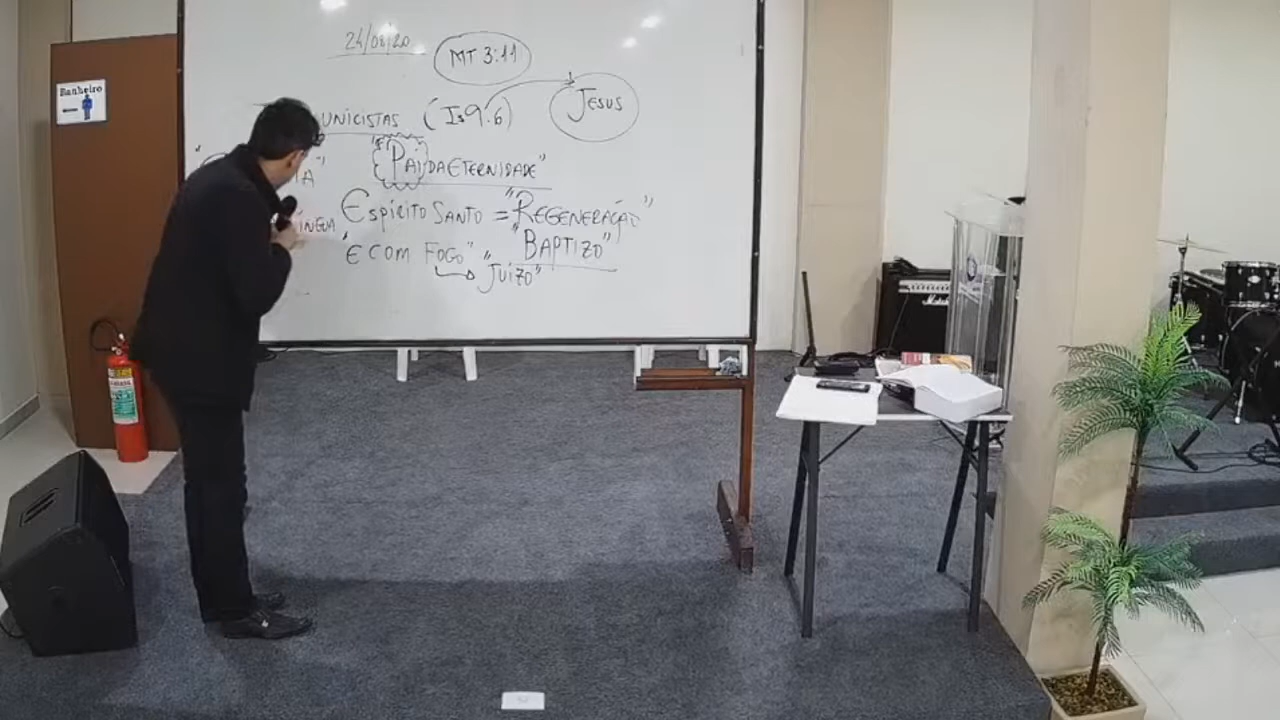 Banheiro
24/08/20
MT 3:11
UNICISTAS (Is 9.6) JESUS
"PAI DA ETERNIDADE"
ESPÍRITO SANTO = "REGENERAÇÃO"
"E COM FOGO" "BAPTIZO"
"JUIZO"